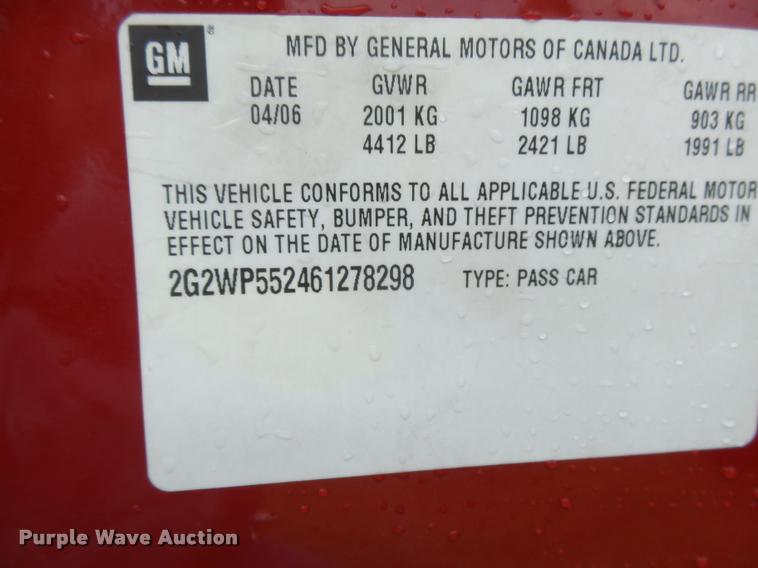 GM®
MFD BY GENERAL MOTORS OF CANADA LTD.
DATE GVWR GAWR FRT GAWR RR
04/06 2001 KG 1098 KG 903 KG
4412 LB 2421 LB 1991 LB
THIS VEHICLE CONFORMS TO ALL APPLICABLE U.S. FEDERAL MOTOR
VEHICLE SAFETY, BUMPER, AND THEFT PREVENTION STANDARDS IN
EFFECT ON THE DATE OF MANUFACTURE SHOWN ABOVE.
2G2WP552461278298 TYPE: PASS CAR
Purple Wave Auction